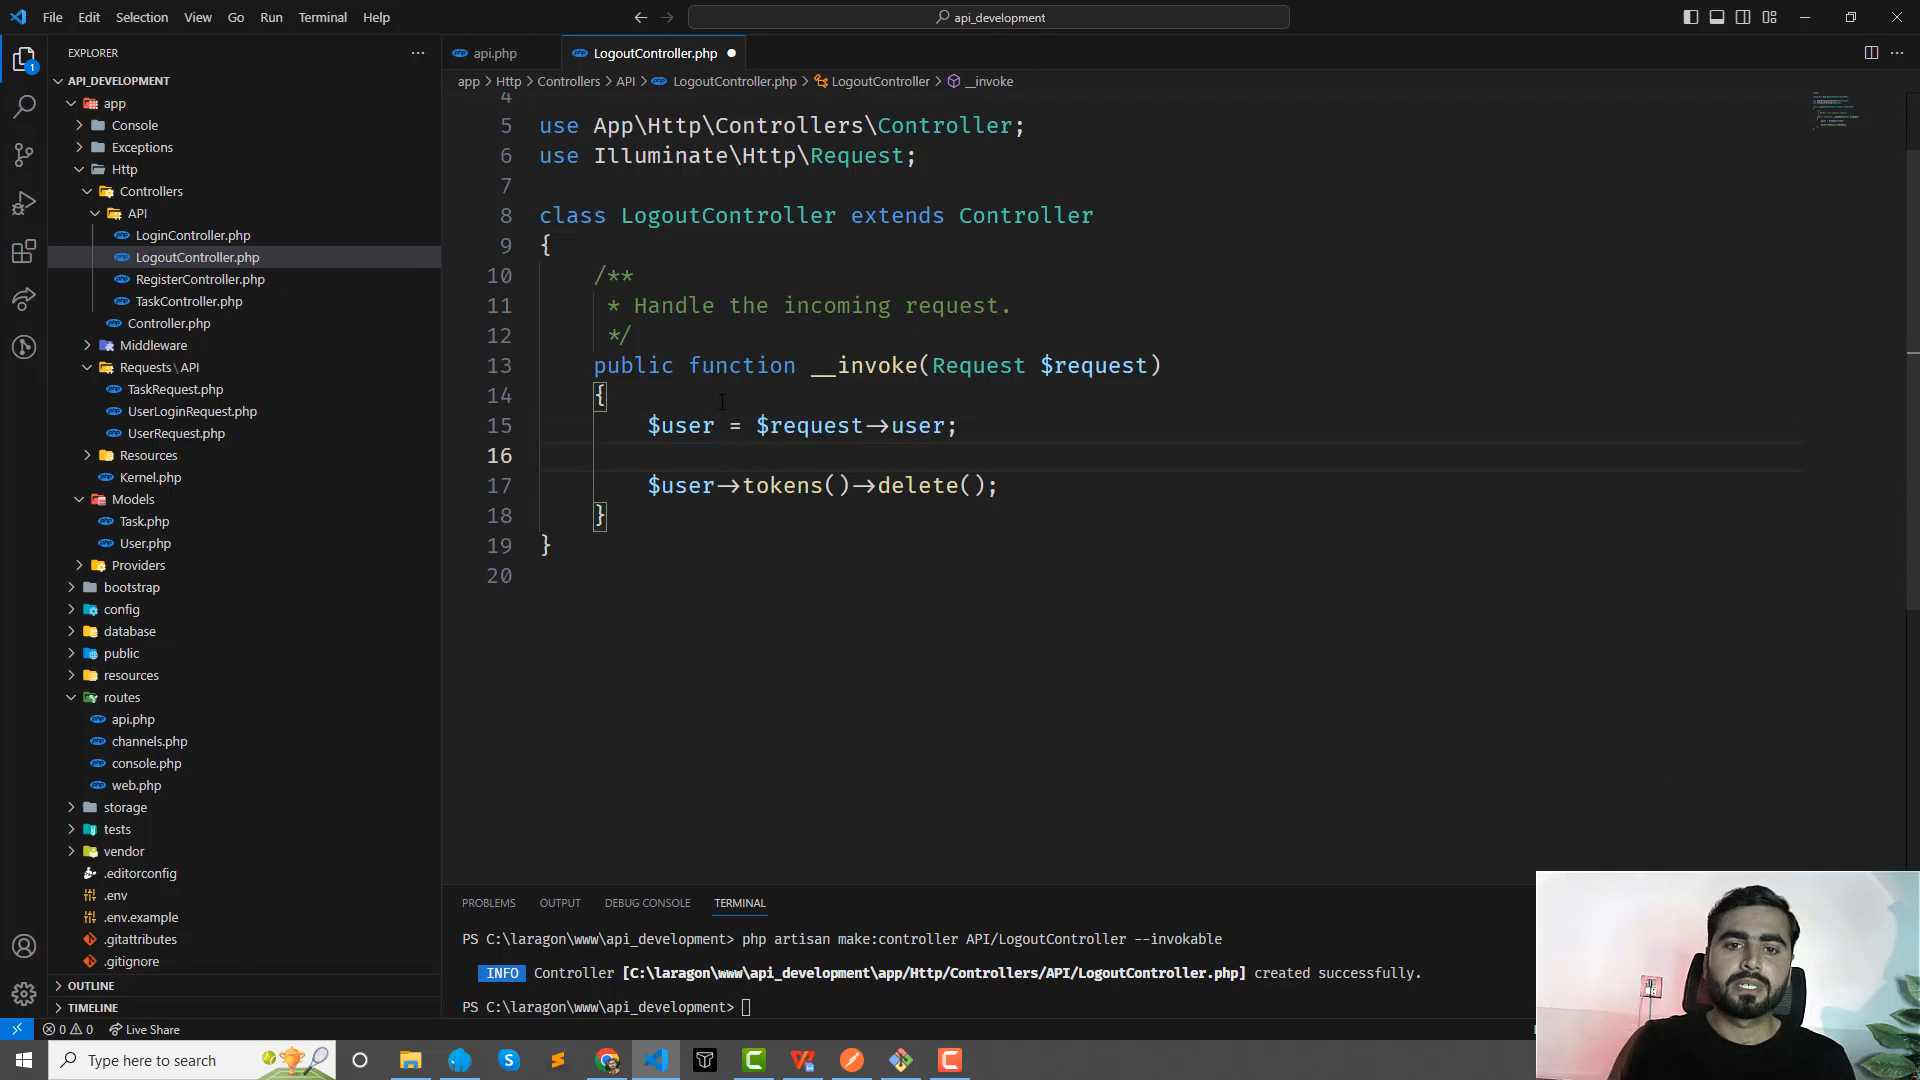 File Edit Selection View Go Run Terminal Help
api_development
EXPLORER
API_DEVELOPMENT
app
Console
Exceptions
Http
Controllers
API
LoginController.php
LogoutController.php
RegisterController.php
TaskController.php
Controller.php
Middleware
Requests\API
TaskRequest.php
UserLoginRequest.php
UserRequest.php
Resources
Kernel.php
Models
Task.php
User.php
Providers
bootstrap
config
database
public
resources
routes
api.php
channels.php
console.php
web.php
storage
tests
vendor
.editorconfig
.env
.env.example
.gitattributes
.gitignore
OUTLINE
TIMELINE
api.php LogoutController.php
app > Http > Controllers > API > LogoutController.php > LogoutController > __invoke
4
5 use App\Http\Controllers\Controller;
6 use Illuminate\Http\Request;
7
8 class LogoutController extends Controller
9 {
10 /**
11 * Handle the incoming request.
12 */
13 public function __invoke(Request $request)
14 {
15 $user = $request->user;
16
17 $user->tokens()->delete();
18 }
19 }
20
PROBLEMS OUTPUT DEBUG CONSOLE TERMINAL
PS C:\laragon\www\api_development> php artisan make:controller API/LogoutController --invokable
INFO Controller [C:\laragon\www\api_development\app/Http/Controllers/API/LogoutController.php] created successfully.
PS C:\laragon\www\api_development>
0 0 Live Share
Type here to search